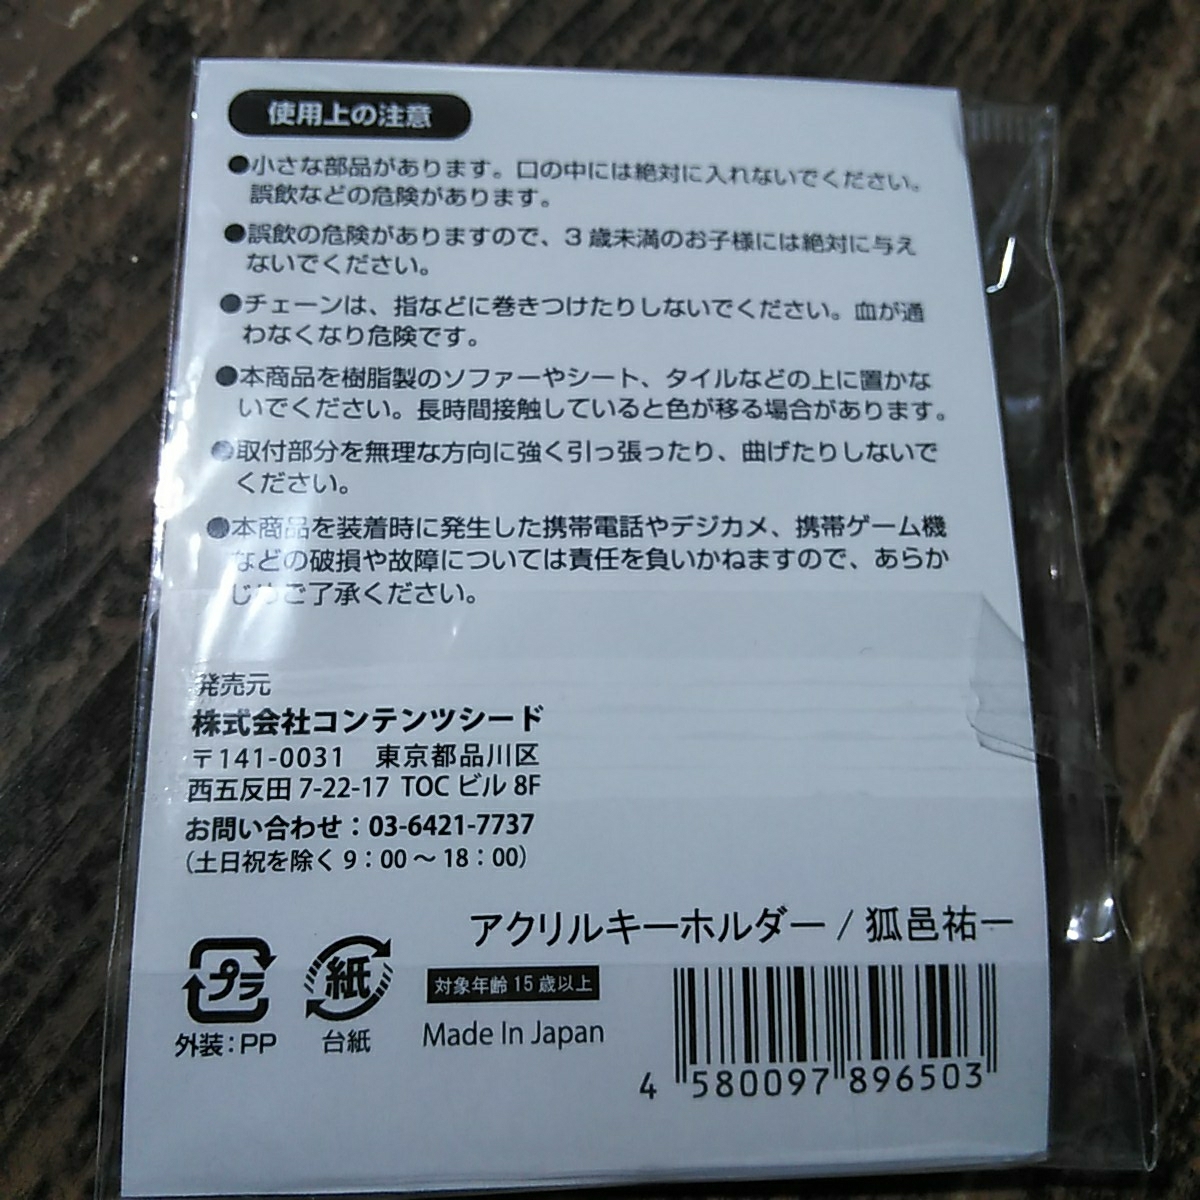 使用上の注意
●小さな部品があります。口の中には絶対に入れないでください。
誤飲などの危険があります。
●誤飲の危険がありますので、3歳未満のお子様には絶対に与え
ないでください。
●チェーンは、指などに巻きつけたりしないでください。血が通
わなくなり危険です。
●本商品を樹脂製のソファーやシート、タイルなどの上に置かな
いでください。長時間接触していると色が移る場合があります。
●取付部分を無理な方向に強く引っ張ったり、曲げたりしないで
ください。
●本商品を装着時に発生した携帯電話やデジカメ、携帯ゲーム機
などの破損や故障については責任を負いかねますので、あらか
じめご了承ください。
発売元
株式会社コンテンツシード
〒141-0031 東京都品川区
西五反田 7-22-17 TOC ビル 8F
お問い合わせ：03-6421-7737
（土日祝を除く 9：00 〜 18：00）
アクリルキーホルダー / 狐邑祐一
プラ
外装：PP
紙
台紙
対象年齢 15 歳以上
Made In Japan
4 580097 896503